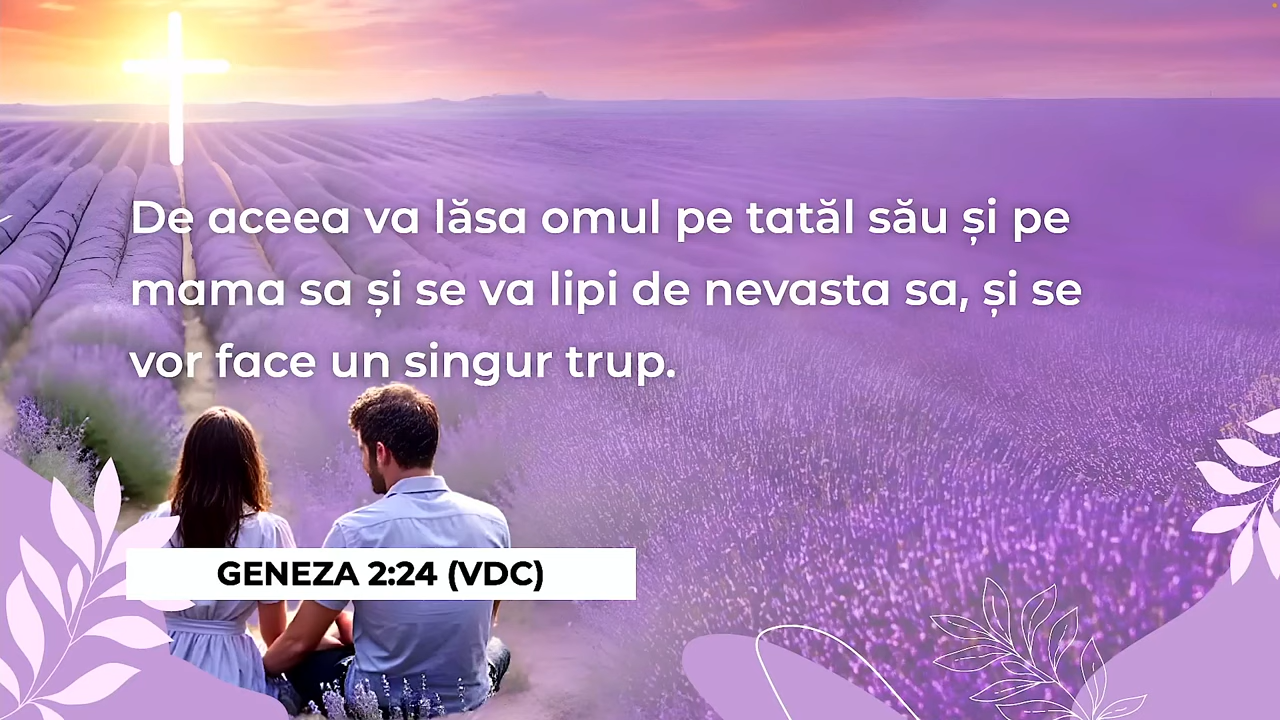 De aceea va lăsa omul pe tatăl său și pe
mama sa și se va lipi de nevasta sa, și se
vor face un singur trup.
GENEZA 2:24 (VDC)